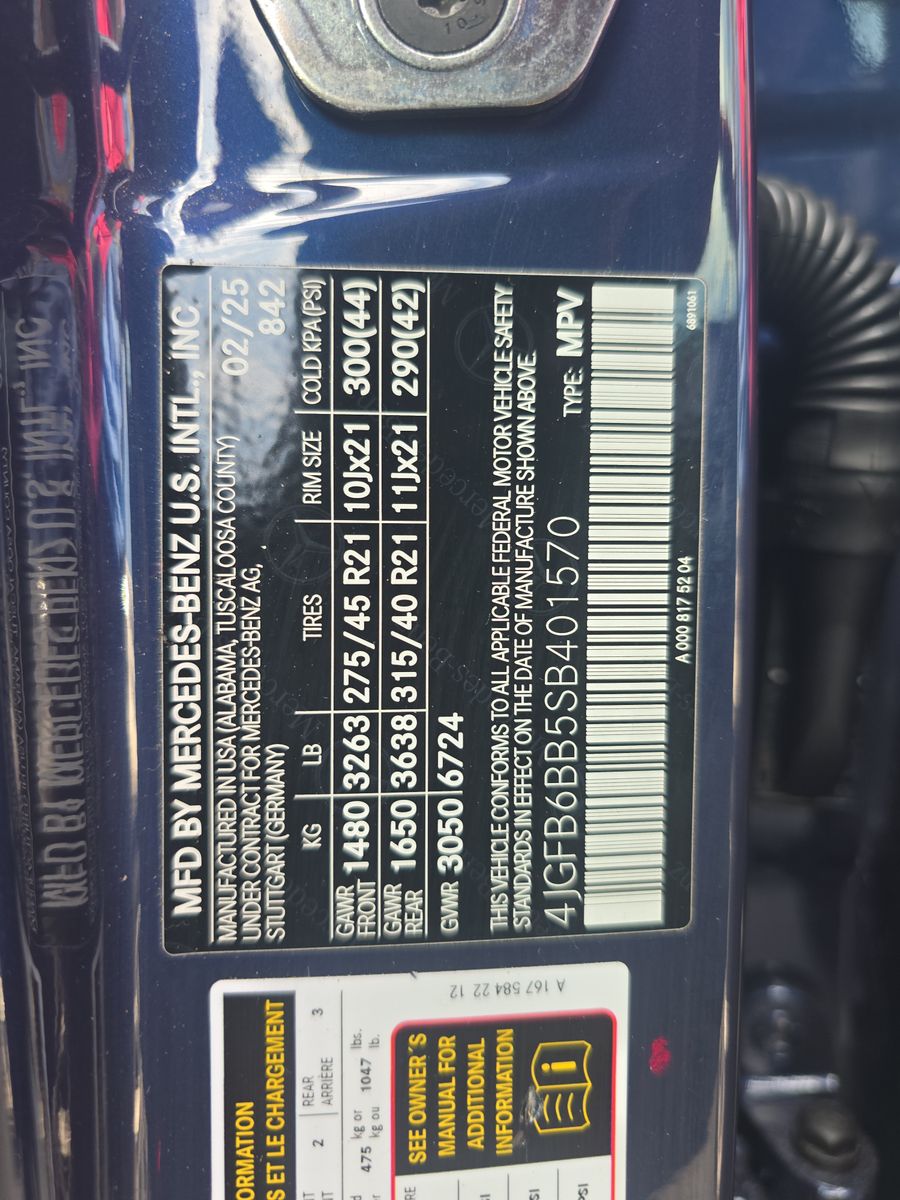 MFD BY MERCEDES-BENZ U.S. INTL., INC.
MANUFACTURED IN USA (ALABAMA, TUSCALOOSA COUNTY) 02/25
UNDER CONTRACT FOR MERCEDES-BENZ AG, 842
STUTTGART (GERMANY)
KG LB TIRES RIM SIZE COLD KPA(PSI)
GAWR FRONT 1480 3263 275/45 R21 10Jx21 300(44)
GAWR REAR 1650 3638 315/40 R21 11Jx21 290(42)
GVWR 3050 6724
THIS VEHICLE CONFORMS TO ALL APPLICABLE FEDERAL MOTOR VEHICLE SAFETY
STANDARDS IN EFFECT ON THE DATE OF MANUFACTURE SHOWN ABOVE.
4JGFB6BB5SB401570 TYPE: MPV
A 000 817 52 04 6891061
A 167 584 22 12
ORMATION
S ET LE CHARGEMENT
2 REAR 3
ARRIÈRE
475 kg or 1047 lbs.
kg ou lb.
SEE OWNER'S
MANUAL FOR
ADDITIONAL
INFORMATION